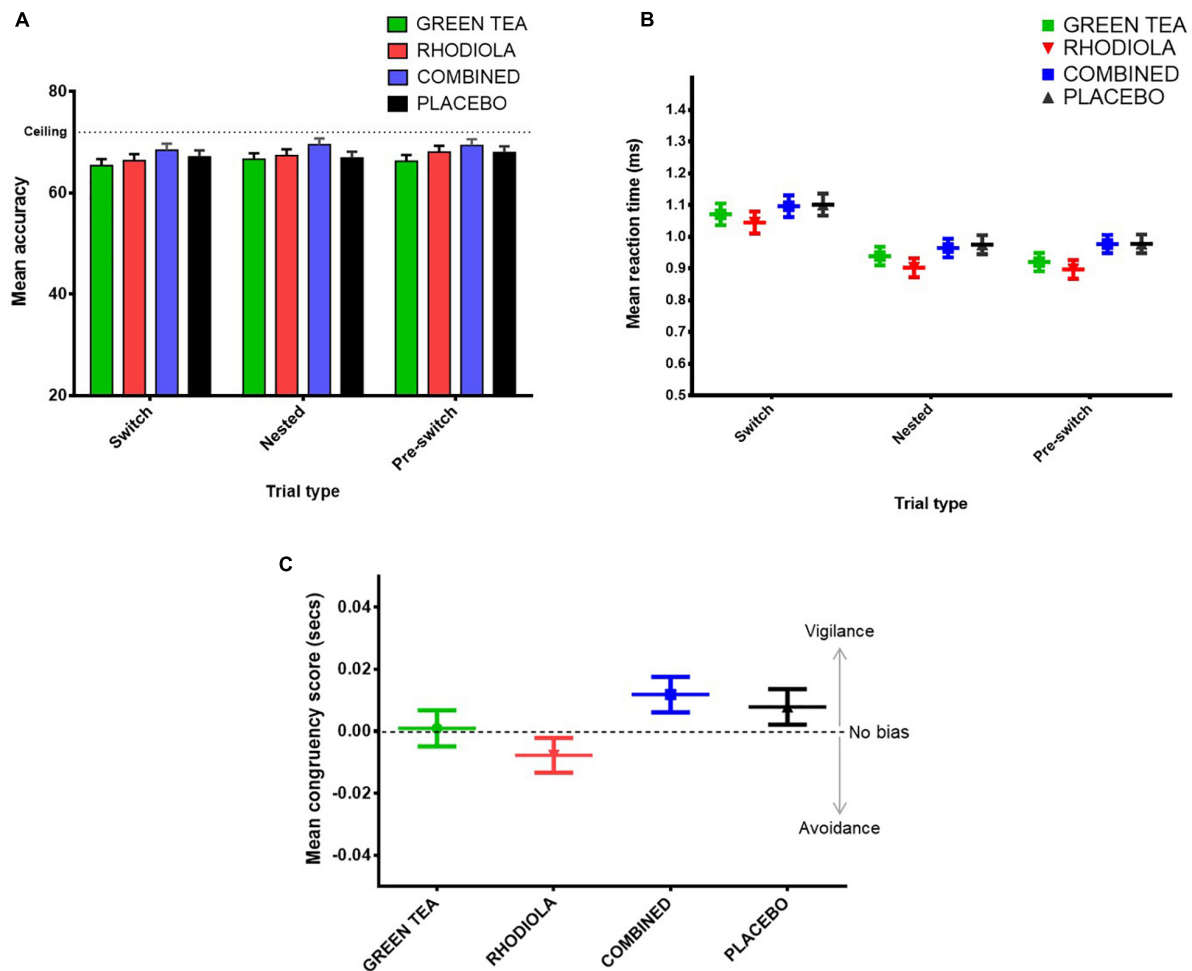 A
GREEN TEA
RHODIOLA
COMBINED
PLACEBO
80
Ceiling
60
40
20
Mean accuracy
Switch
Nested
Pre-switch
Trial type
B
GREEN TEA
RHODIOLA
COMBINED
PLACEBO
1.4
1.3
1.2
1.1
1.0
0.9
0.8
0.7
0.6
0.5
Mean reaction time (ms)
Switch
Nested
Pre-switch
Trial type
C
0.04
0.02
0.00
-0.02
-0.04
Mean congruency score (secs)
Vigilance
No bias
Avoidance
GREEN TEA
RHODIOLA
COMBINED
PLACEBO